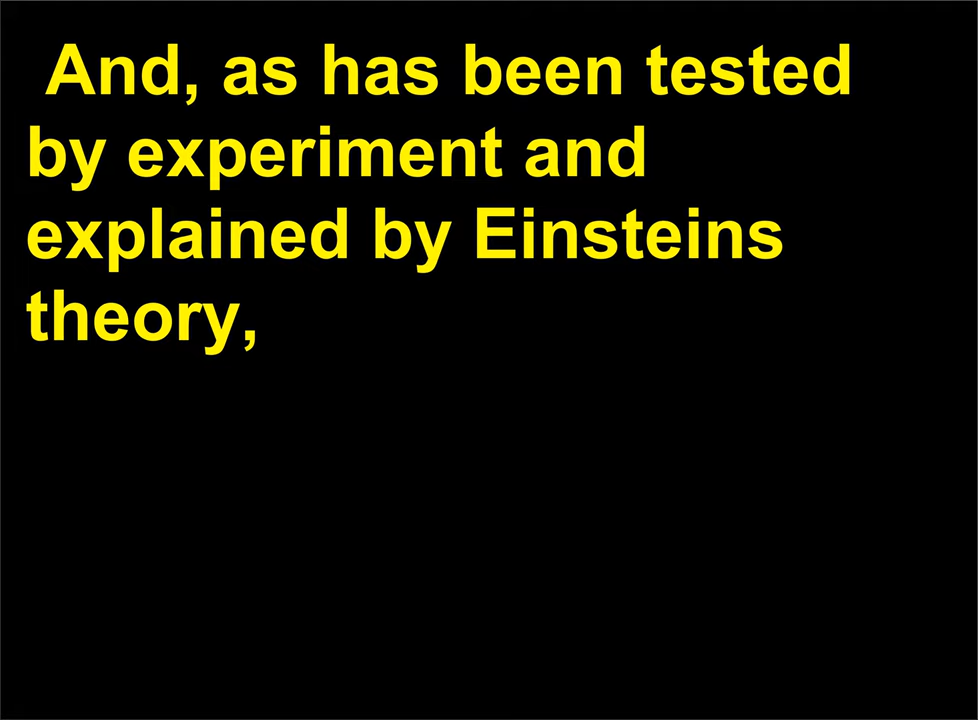 And, as has been tested
by experiment and
explained by Einsteins
theory,